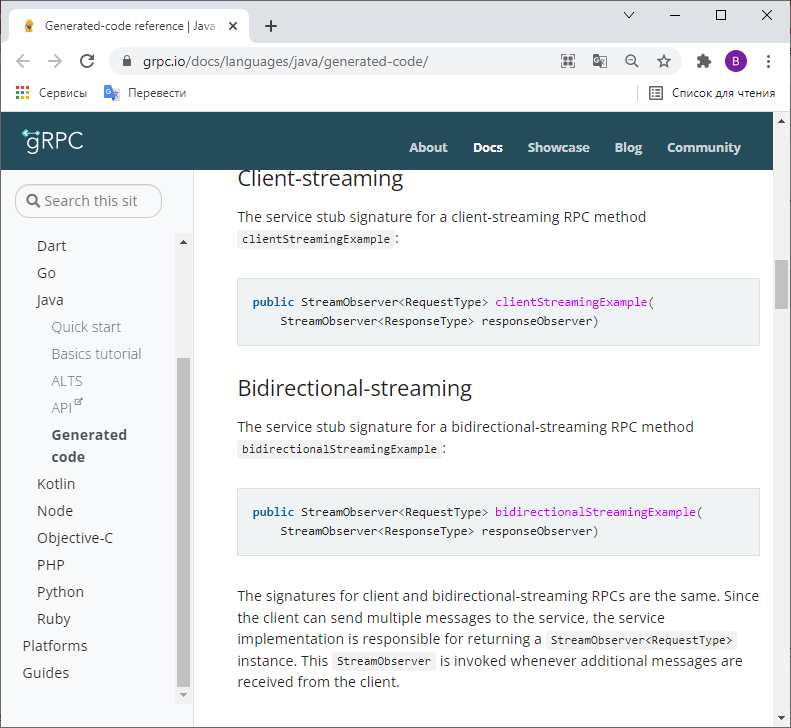 Generated-code reference | Java
grpc.io/docs/languages/java/generated-code/
B
Сервисы
Перевести
Список для чтения
gRPC
About
Docs
Showcase
Blog
Community
Search this sit
Dart
Go
Java
Quick start
Basics tutorial
ALTS
API
Generated
code
Kotlin
Node
Objective-C
PHP
Python
Ruby
Platforms
Guides
Client-streaming
The service stub signature for a client-streaming RPC method
clientStreamingExample:
public StreamObserver<RequestType> clientStreamingExample(
StreamObserver<ResponseType> responseObserver)
Bidirectional-streaming
The service stub signature for a bidirectional-streaming RPC method
bidirectionalStreamingExample:
public StreamObserver<RequestType> bidirectionalStreamingExample(
StreamObserver<ResponseType> responseObserver)
The signatures for client and bidirectional-streaming RPCs are the same. Since
the client can send multiple messages to the service, the service
implementation is responsible for returning a StreamObserver<RequestType>
instance. This StreamObserver is invoked whenever additional messages are
received from the client.